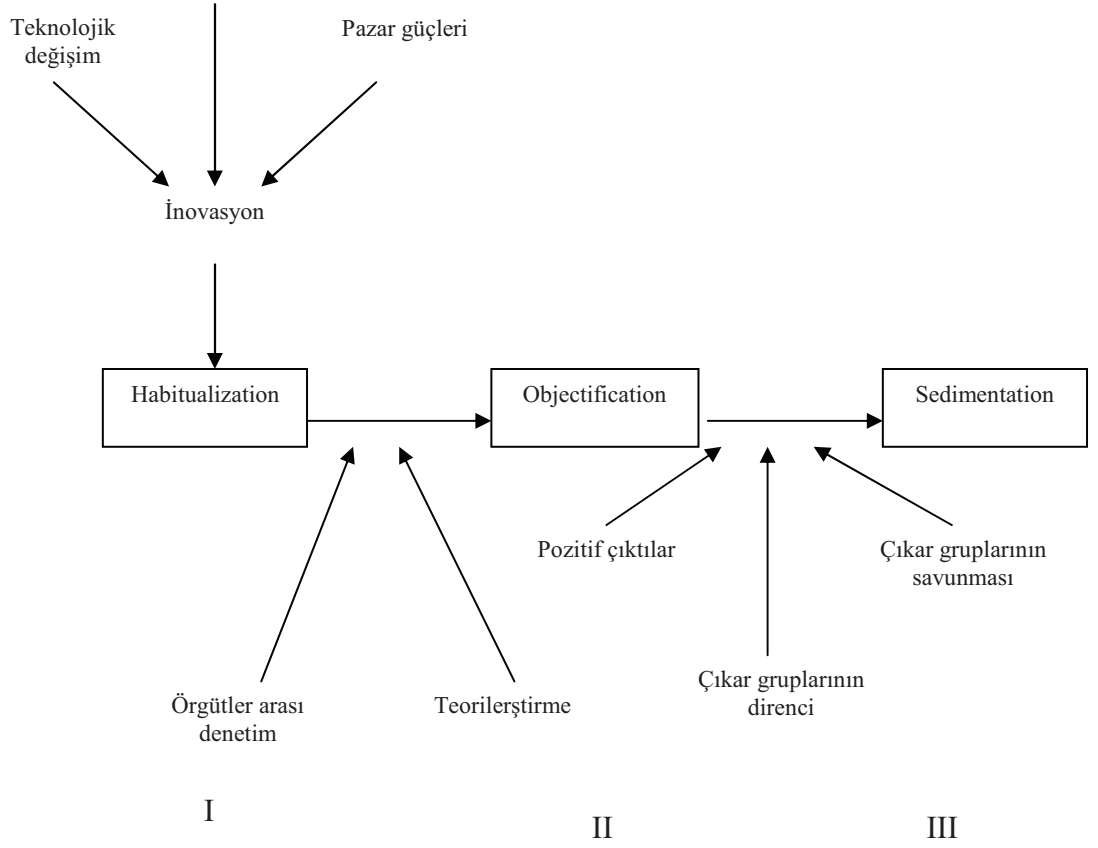 Teknolojik
değişim
Pazar güçleri
İnovasyon
Habitualization
Objectification
Sedimentation
Pozitif çıktılar
Çıkar gruplarının
savunması
Örgütler arası
denetim
Teorilerştirme
Çıkar gruplarının
direnci
I
II
III